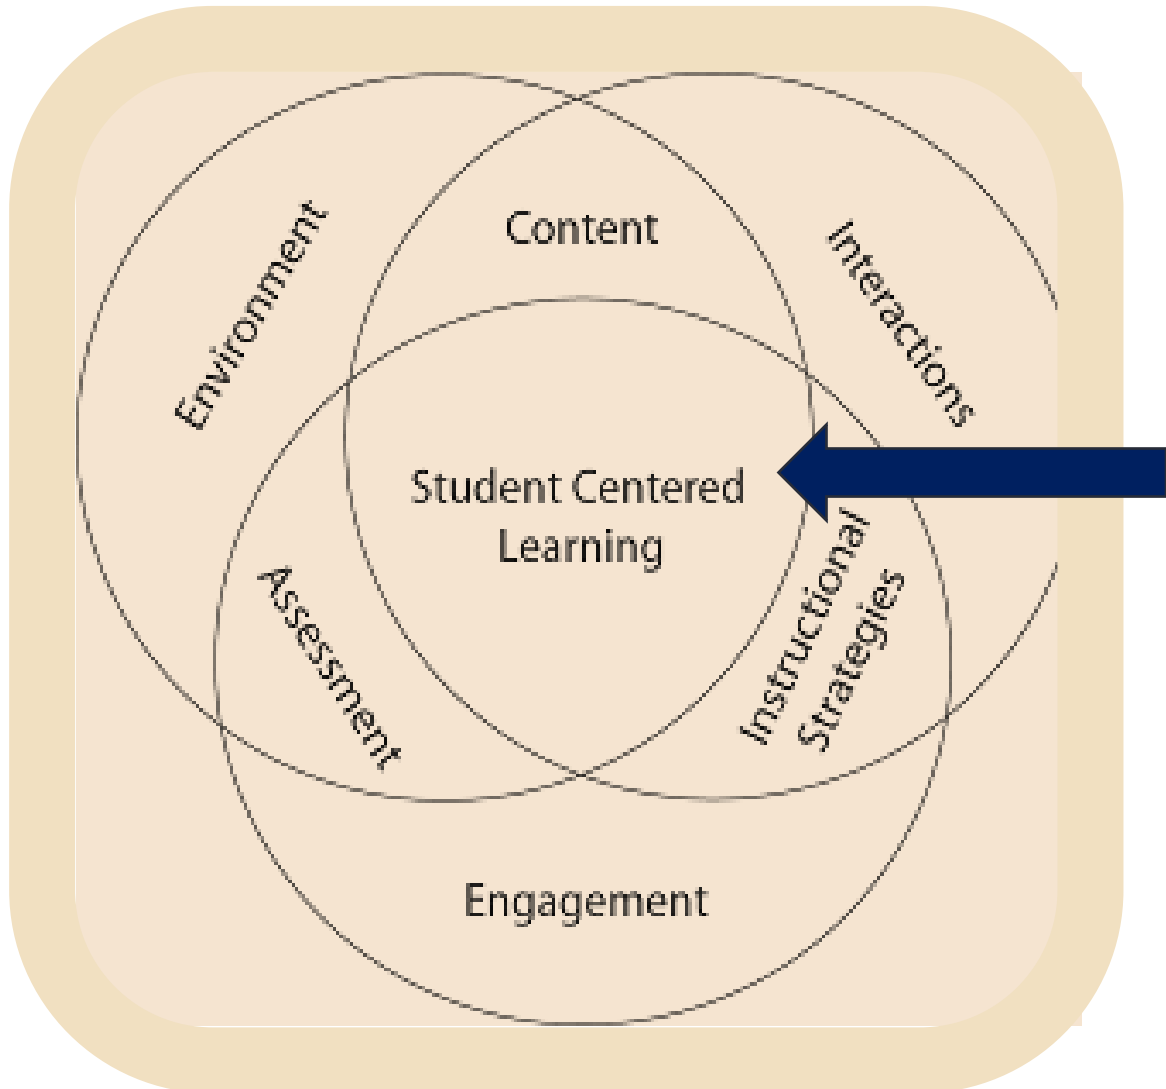 Content
Environment
Interactions
Student Centered
Learning
Assessment
Instructional
Strategies
Engagement